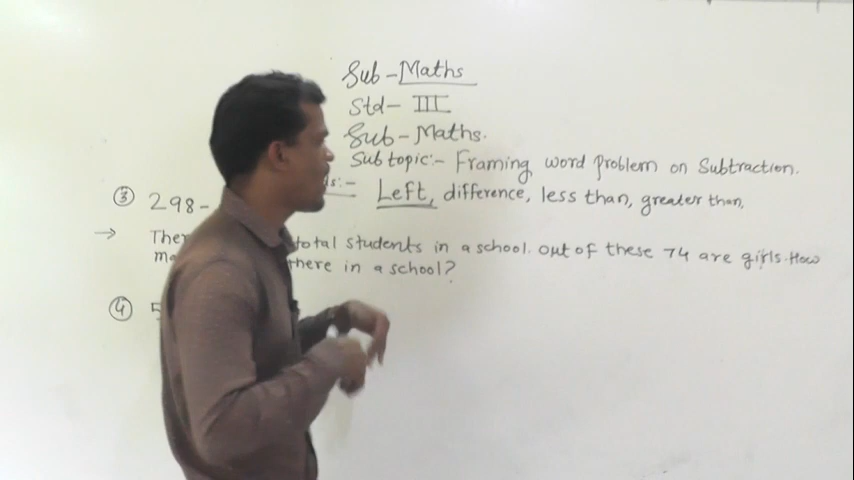 Sub - Maths
Std - III
Sub - Maths.
Sub topic:- Framing word problem on Subtraction.
ds:- Left, difference, less than, greater than,
③ 298 -
→ Ther total students in a school. out of these 74 are girls. How
ma there in a school?
④ 5